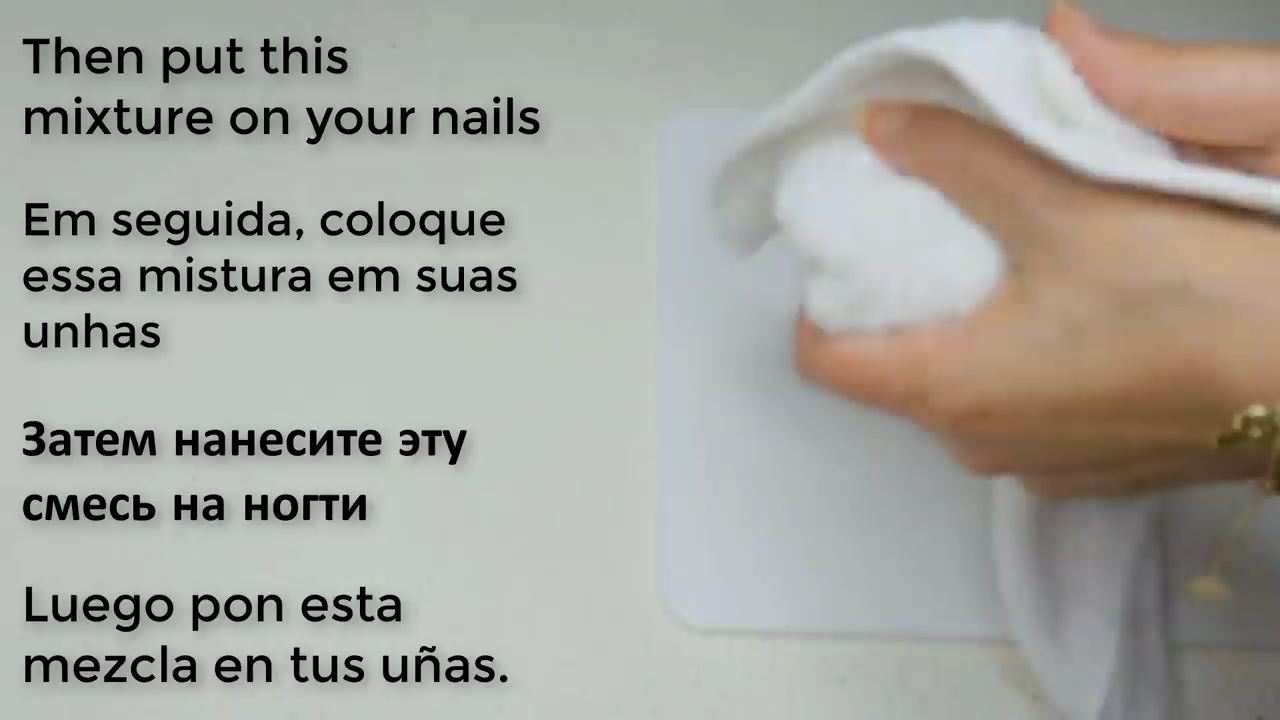 Then put this
mixture on your nails
Em seguida, coloque
essa mistura em suas
unhas
Затем нанесите эту
смесь на ногти
Luego pon esta
mezcla en tus uñas.